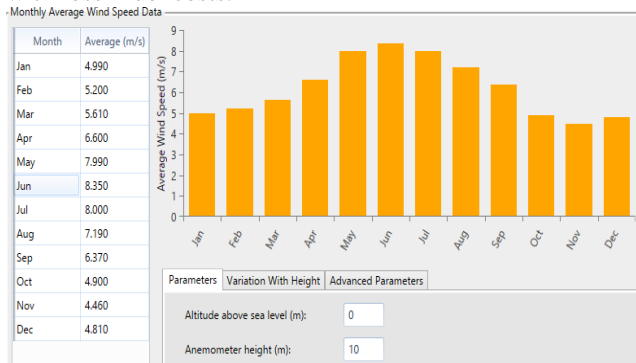 Monthly Average Wind Speed Data
Month Average (m/s)
Jan 4.990
Feb 5.200
Mar 5.610
Apr 6.600
May 7.990
Jun 8.350
Jul 8.000
Aug 7.190
Sep 6.370
Oct 4.900
Nov 4.460
Dec 4.810
Average Wind Speed (m/s)
9
8
7
6
5
4
3
2
1
0
Jan Feb Mar Apr May Jun Jul Aug Sep Oct Nov Dec
Parameters Variation With Height Advanced Parameters
Altitude above sea level (m): 0
Anemometer height (m): 10